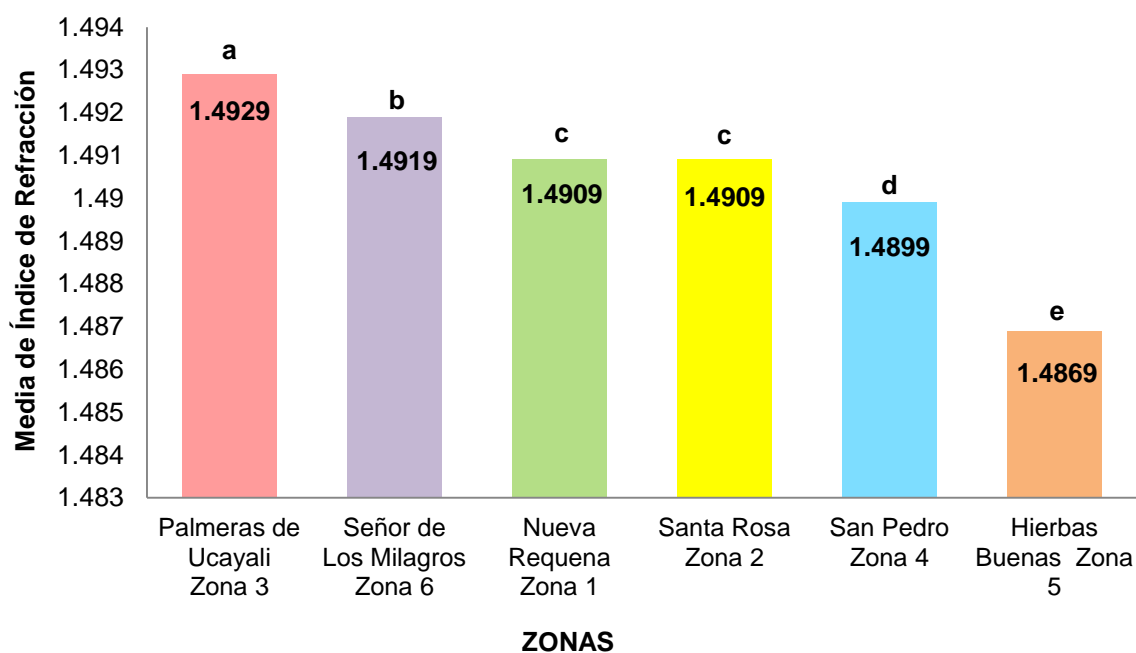 Media de Índice de Refracción
1.494
1.493
1.492
1.491
1.49
1.489
1.488
1.487
1.486
1.485
1.484
1.483
a
1.4929
b
1.4919
c
1.4909
c
1.4909
d
1.4899
e
1.4869
Palmeras de
Ucayali
Zona 3
Señor de
Los Milagros
Zona 6
Nueva
Requena
Zona 1
Santa Rosa
Zona 2
San Pedro
Zona 4
Hierbas
Buenas Zona
5
ZONAS